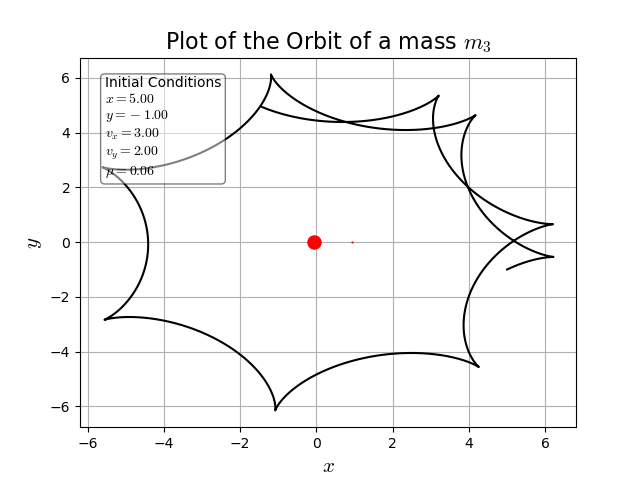 Plot of the Orbit of a mass m₃
Initial Conditions
x = 5.00
y = − 1.00
vₓ = 3.00
v_y = 2.00
μ = 0.06
6
4
2
0
−2
−4
−6
y
−6 −4 −2 0 2 4 6
x